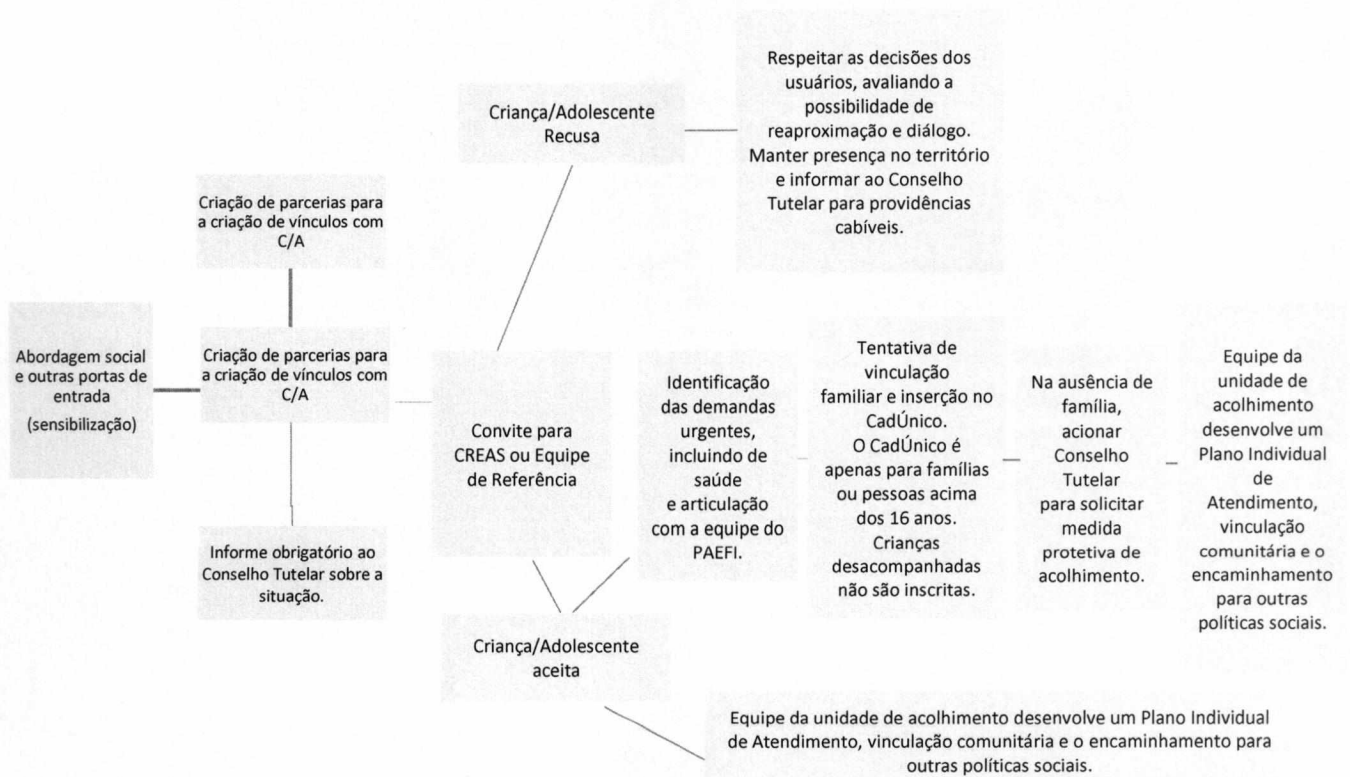 Respeitar as decisões dos
usuários, avaliando a
possibilidade de
reaproximação e diálogo.
Manter presença no território
e informar ao Conselho
Tutelar para providências
cabíveis.
Criança/Adolescente
Recusa
Criação de parcerias para
a criação de vínculos com
C/A
Abordagem social
e outras portas de
entrada
(sensibilização)
Criação de parcerias para
a criação de vínculos com
C/A
Informe obrigatório ao
Conselho Tutelar sobre a
situação.
Convite para
CREAS ou Equipe
de Referência
Identificação
das demandas
urgentes,
incluindo de
saúde
e articulação
com a equipe do
PAEFI.
Tentativa de
vinculação
familiar e inserção no
CadÚnico.
O CadÚnico é
apenas para famílias
ou pessoas acima
dos 16 anos.
Crianças
desacompanhadas
não são inscritas.
Na ausência de
família,
acionar
Conselho
Tutelar
para solicitar
medida
protetiva de
acolhimento.
Equipe da
unidade de
acolhimento
desenvolve um
Plano Individual
de
Atendimento,
vinculação
comunitária e o
encaminhamento
para outras
políticas sociais.
Criança/Adolescente
aceita
Equipe da unidade de acolhimento desenvolve um Plano Individual
de Atendimento, vinculação comunitária e o encaminhamento para
outras políticas sociais.